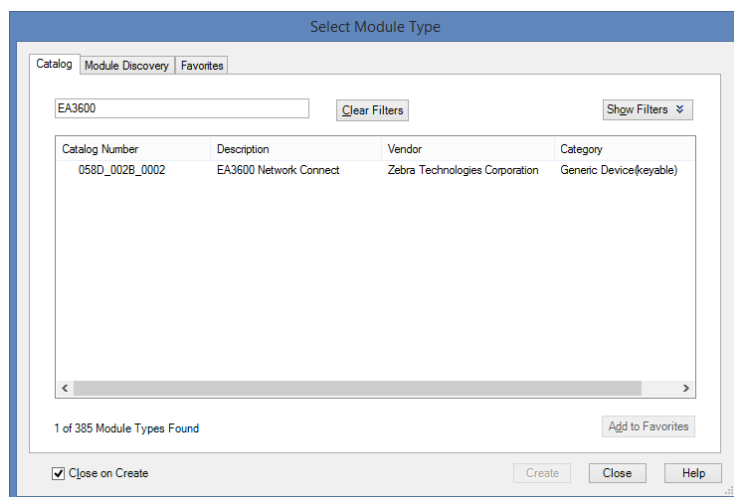 Select Module Type
Catalog Module Discovery Favorites
EA3600 Clear Filters Show Filters
Catalog Number Description Vendor Category
058D_002B_0002 EA3600 Network Connect Zebra Technologies Corporation Generic Device(keyable)
1 of 385 Module Types Found Add to Favorites
Close on Create Create Close Help